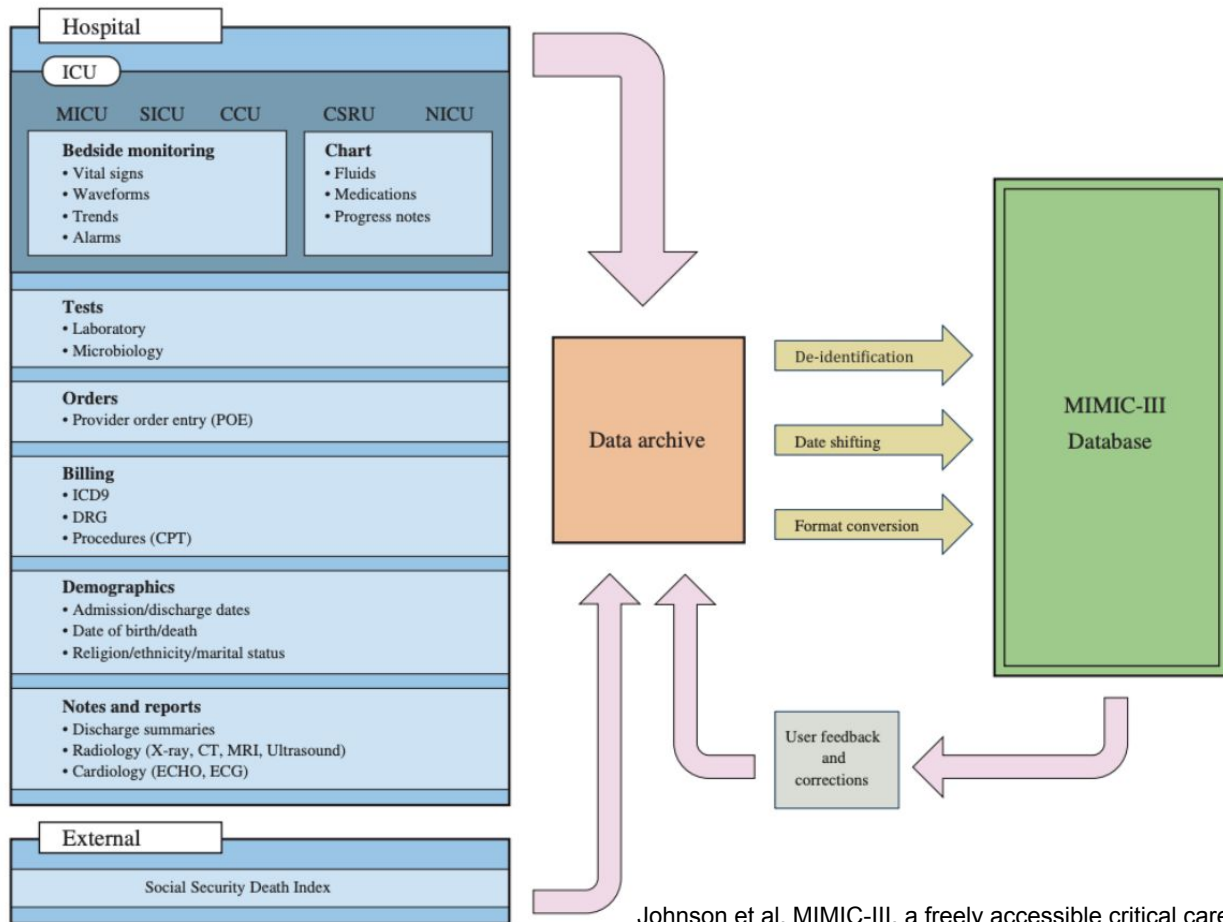 Hospital
ICU
MICU SICU CCU CSRU NICU
Bedside monitoring
• Vital signs
• Waveforms
• Trends
• Alarms
Chart
• Fluids
• Medications
• Progress notes
Tests
• Laboratory
• Microbiology
Orders
• Provider order entry (POE)
Billing
• ICD9
• DRG
• Procedures (CPT)
Demographics
• Admission/discharge dates
• Date of birth/death
• Religion/ethnicity/marital status
Notes and reports
• Discharge summaries
• Radiology (X-ray, CT, MRI, Ultrasound)
• Cardiology (ECHO, ECG)
External
Social Security Death Index
Data archive
De-identification
Date shifting
Format conversion
MIMIC-III
Database
User feedback
and
corrections
Johnson et al. MIMIC-III, a freely accessible critical care